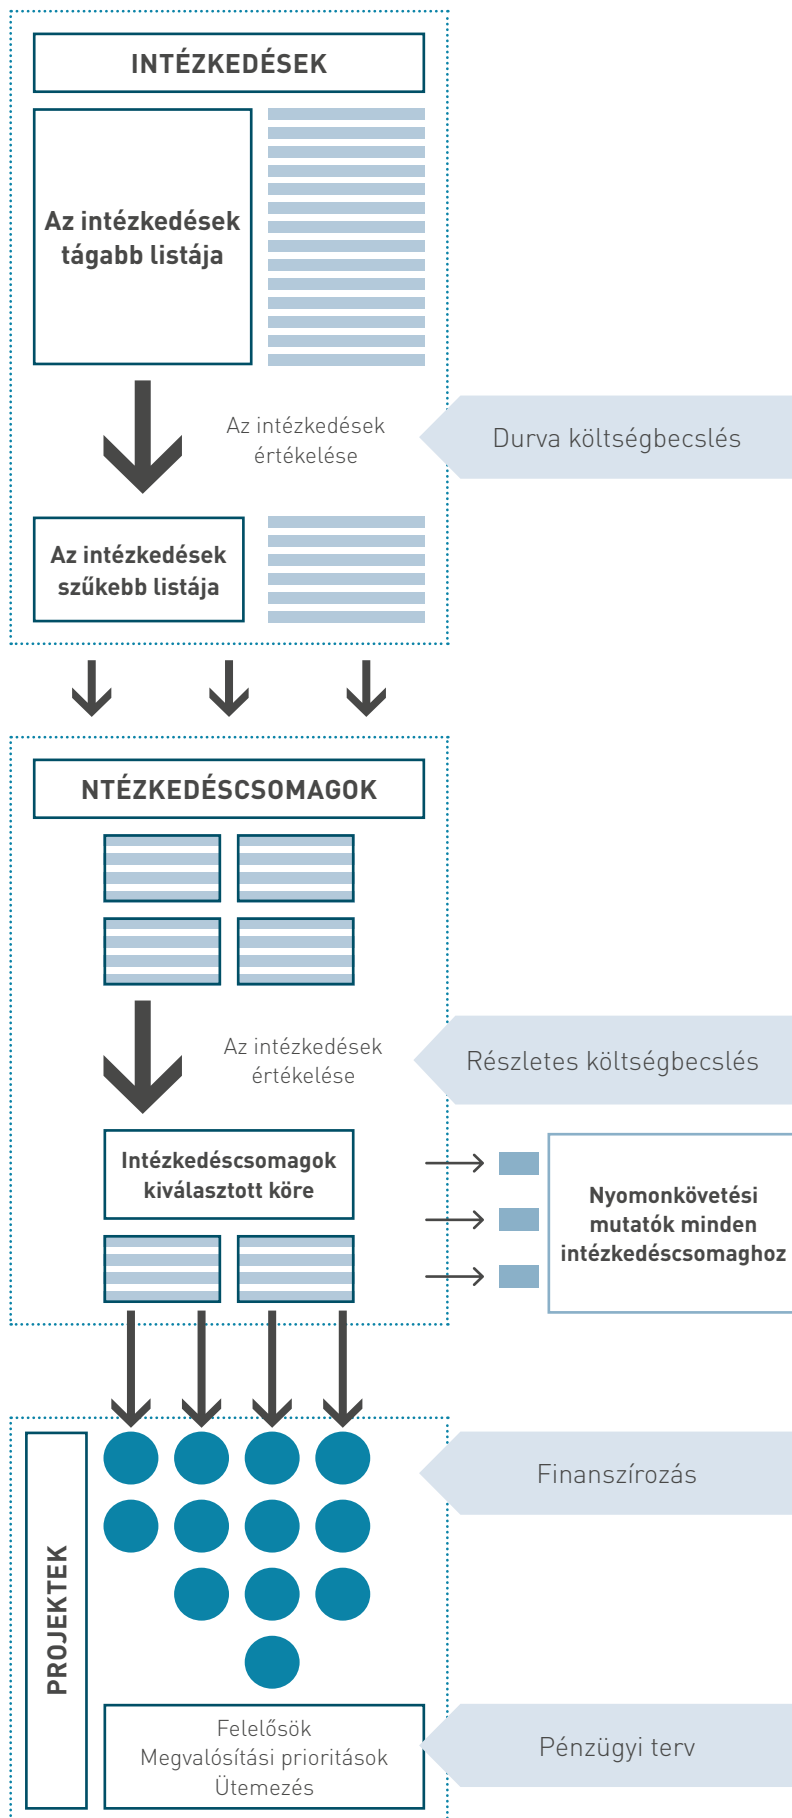 INTÉZKEDÉSEK
Az intézkedések
tágabb listája
Az intézkedések
értékelése
Durva költségbecslés
Az intézkedések
szűkebb listája
NTÉZKEDÉSCSOMAGOK
Az intézkedések
értékelése
Részletes költségbecslés
Intézkedéscsomagok
kiválasztott köre
Nyomonkövetési
mutatók minden
intézkedéscsomaghoz
PROJEKTEK
Finanszírozás
Felelősök
Megvalósítási prioritások
Ütemezés
Pénzügyi terv